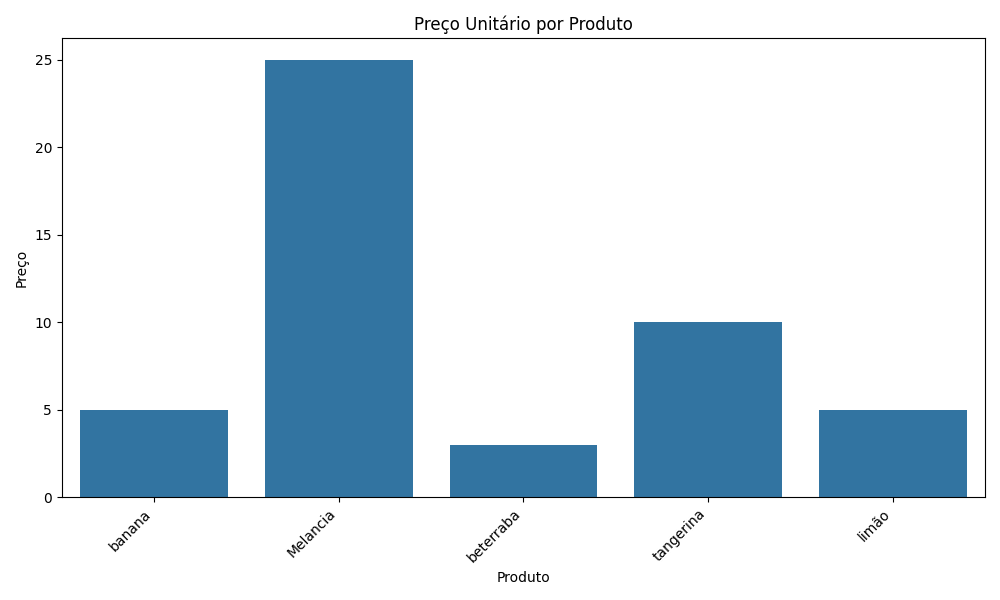 Preço Unitário por Produto
Preço
25
20
15
10
5
0
banana
Melancia
beterraba
tangerina
limão
Produto